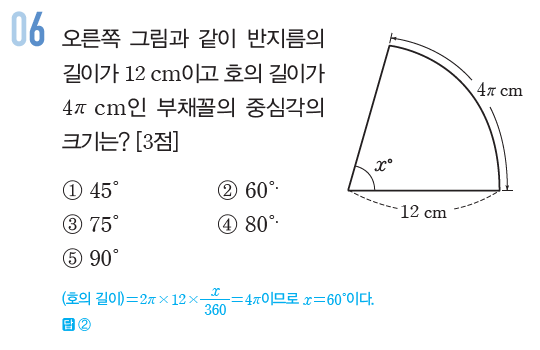 06
오른쪽 그림과 같이 반지름의
길이가 12 cm이고 호의 길이가
4π cm인 부채꼴의 중심각의
크기는? [3점]
① 45° ② 60°
③ 75° ④ 80°
⑤ 90°
4π cm
x°
12 cm
(호의 길이)=2π×12×x/360=4π이므로 x=60°이다.
답 ②